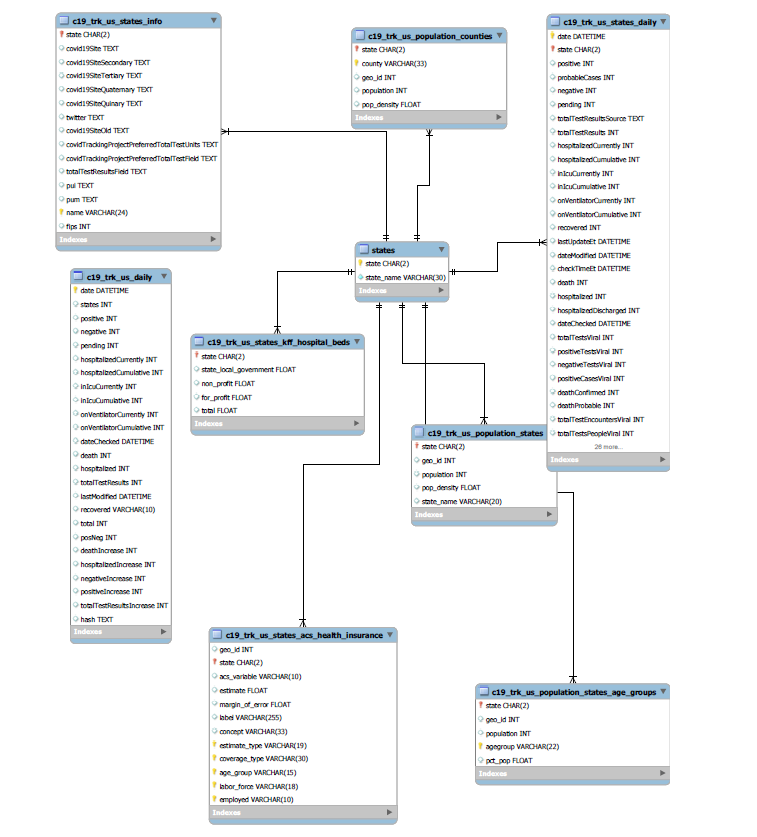 c19_trk_us_states_info
state CHAR(2)
covid19Site TEXT
covid19SiteSecondary TEXT
covid19SiteTertiary TEXT
covid19SiteQuaternary TEXT
covid19SiteQuinary TEXT
twitter TEXT
covid19SiteOld TEXT
covidTrackingProjectPreferredTotalTestUnits TEXT
covidTrackingProjectPreferredTotalTestField TEXT
totalTestResultsField TEXT
pui TEXT
pum TEXT
name VARCHAR(24)
fips INT
Indexes
c19_trk_us_population_counties
state CHAR(2)
county VARCHAR(33)
geo_id INT
population INT
pop_density FLOAT
Indexes
c19_trk_us_states_daily
date DATETIME
state CHAR(2)
positive INT
probableCases INT
negative INT
pending INT
totalTestResultsSource TEXT
totalTestResults INT
hospitalizedCurrently INT
hospitalizedCumulative INT
inIcuCurrently INT
inIcuCumulative INT
onVentilatorCurrently INT
onVentilatorCumulative INT
recovered INT
lastUpdateEt DATETIME
dateModified DATETIME
checkTimeEt DATETIME
death INT
hospitalized INT
hospitalizedDischarged INT
dateChecked DATETIME
totalTestsViral INT
positiveTestsViral INT
negativeTestsViral INT
positiveCasesViral INT
deathConfirmed INT
deathProbable INT
totalTestEncountersViral INT
totalTestsPeopleViral INT
26 more...
Indexes
states
state CHAR(2)
state_name VARCHAR(30)
Indexes
c19_trk_us_daily
date DATETIME
states INT
positive INT
negative INT
pending INT
hospitalizedCurrently INT
hospitalizedCumulative INT
inIcuCurrently INT
inIcuCumulative INT
onVentilatorCurrently INT
onVentilatorCumulative INT
dateChecked DATETIME
death INT
hospitalized INT
totalTestResults INT
lastModified DATETIME
recovered VARCHAR(10)
total INT
posNeg INT
deathIncrease INT
hospitalizedIncrease INT
negativeIncrease INT
positiveIncrease INT
totalTestResultsIncrease INT
hash TEXT
Indexes
c19_trk_us_states_kff_hospital_beds
state CHAR(2)
state_local_government FLOAT
non_profit FLOAT
for_profit FLOAT
total FLOAT
Indexes
c19_trk_us_population_states
state CHAR(2)
geo_id INT
population INT
pop_density FLOAT
state_name VARCHAR(20)
Indexes
c19_trk_us_states_acs_health_insurance
geo_id INT
state CHAR(2)
acs_variable VARCHAR(10)
estimate FLOAT
margin_of_error FLOAT
label VARCHAR(255)
concept VARCHAR(33)
estimate_type VARCHAR(19)
coverage_type VARCHAR(30)
age_group VARCHAR(15)
labor_force VARCHAR(18)
employed VARCHAR(10)
Indexes
c19_trk_us_population_states_age_groups
state CHAR(2)
geo_id INT
population INT
agegroup VARCHAR(22)
pct_pop FLOAT
Indexes